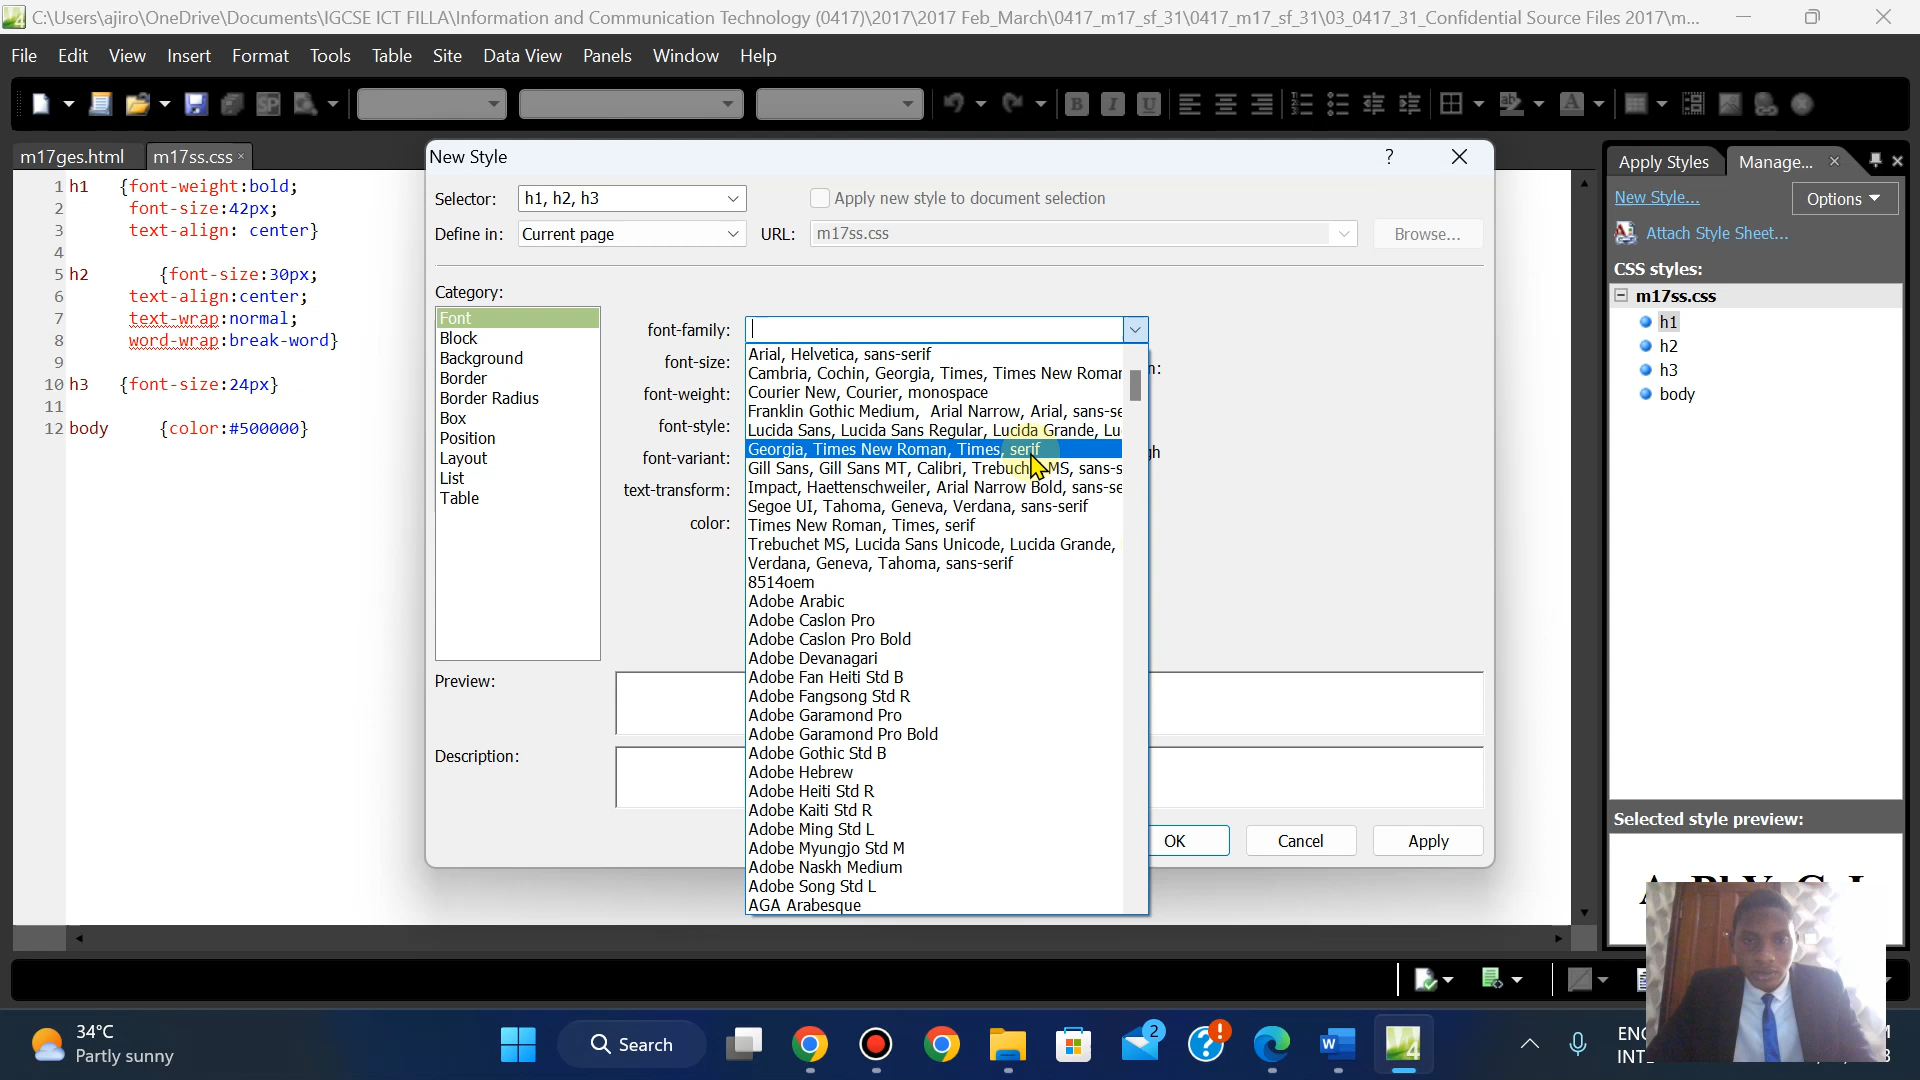 C:\Users\ajiro\OneDrive\Documents\IGCSE ICT FILLA\Information and Communication Technology (0417)\2017\2017 Feb_March\0417_m17_sf_31\0417_m17_sf_31\03_0417_31_Confidential Source Files 2017\m...
File Edit View Insert Format Tools Table Site Data View Panels Window Help
m17ges.html m17ss.css
1 h1 {font-weight:bold;
2 font-size:42px;
3 text-align: center}
4
5 h2 {font-size:30px;
6 text-align:center;
7 text-wrap:normal;
8 word-wrap:break-word}
9
10 h3 {font-size:24px}
11
12 body {color:#500000}
New Style
Selector: h1, h2, h3
Apply new style to document selection
Define in: Current page URL: m17ss.css Browse...
Category:
Font
Block
Background
Border
Border Radius
Box
Position
Layout
List
Table
font-family:
font-size:
font-weight:
font-style:
font-variant:
text-transform:
color:
Arial, Helvetica, sans-serif
Cambria, Cochin, Georgia, Times, Times New Roman
Courier New, Courier, monospace
Franklin Gothic Medium, Arial Narrow, Arial, sans-se
Lucida Sans, Lucida Sans Regular, Lucida Grande, Lu
Georgia, Times New Roman, Times, serif
Gill Sans, Gill Sans MT, Calibri, Trebuchet MS, sans-s
Impact, Haettenschweiler, Arial Narrow Bold, sans-se
Segoe UI, Tahoma, Geneva, Verdana, sans-serif
Times New Roman, Times, serif
Trebuchet MS, Lucida Sans Unicode, Lucida Grande,
Verdana, Geneva, Tahoma, sans-serif
8514oem
Adobe Arabic
Adobe Caslon Pro
Adobe Caslon Pro Bold
Adobe Devanagari
Adobe Fan Heiti Std B
Adobe Fangsong Std R
Adobe Garamond Pro
Adobe Garamond Pro Bold
Adobe Gothic Std B
Adobe Hebrew
Adobe Heiti Std R
Adobe Kaiti Std R
Adobe Ming Std L
Adobe Myungjo Std M
Adobe Naskh Medium
Adobe Song Std L
AGA Arabesque
Preview:
Description:
OK Cancel Apply
Apply Styles Manage...
New Style... Options
Attach Style Sheet...
CSS styles:
m17ss.css
h1
h2
h3
body
Selected style preview:
34°C
Partly sunny
Search
2
ENG
INT